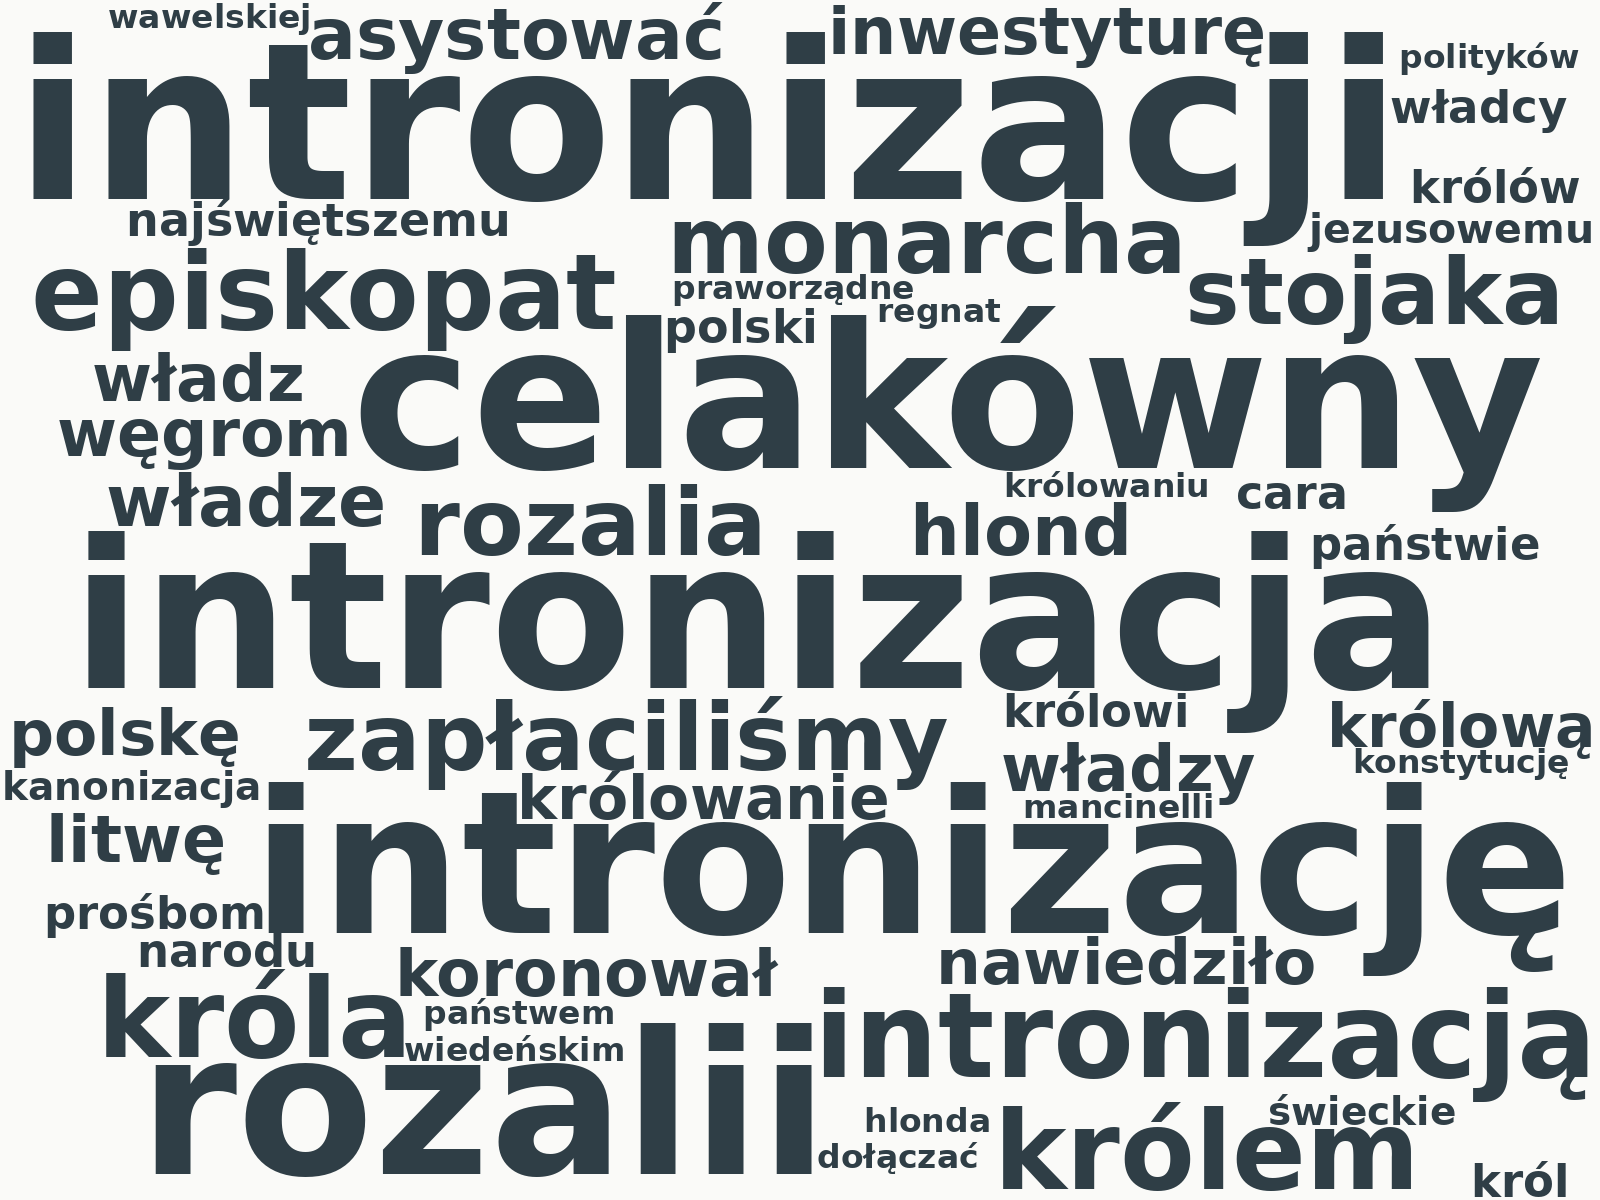 wawelskiej
asystować
inwestyturę
intronizacji
polityków
władcy
królów
najświętszemu
monarcha
jezusowemu
episkopat
praworządne
regnat
stojaka
polski
władz
celakówny
węgrom
władze
rozalia
królowaniu
cara
hlond
państwie
intronizacja
polskę
zapłaciliśmy
królowi
królową
władzy
konstytucję
kanonizacja
królowanie
mancinelli
litwę
intronizację
prośbom
narodu
koronował
nawiedziło
króla
państwem
wiedeńskim
intronizacją
rozalii
hlonda
świeckie
dołączać
królem
król